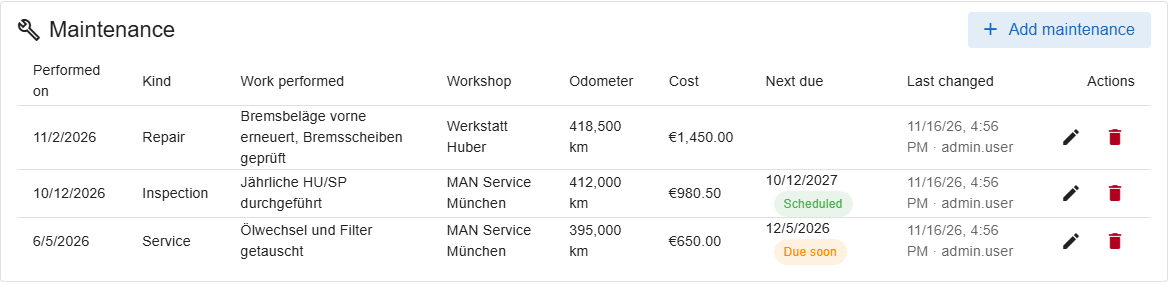 Maintenance
+ Add maintenance
Performed on Kind Work performed Workshop Odometer Cost Next due Last changed Actions
11/2/2026 Repair Bremsbeläge vorne erneuert, Bremsscheiben geprüft Werkstatt Huber 418,500 km €1,450.00 11/16/26, 4:56 PM · admin.user
10/12/2026 Inspection Jährliche HU/SP durchgeführt MAN Service München 412,000 km €980.50 10/12/2027 Scheduled 11/16/26, 4:56 PM · admin.user
6/5/2026 Service Ölwechsel und Filter getauscht MAN Service München 395,000 km €650.00 12/5/2026 Due soon 11/16/26, 4:56 PM · admin.user